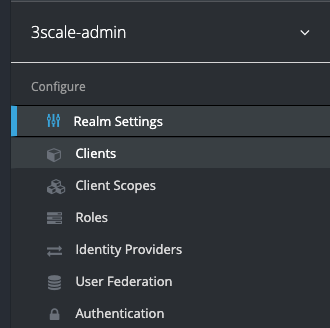 3scale-admin
Configure
Realm Settings
Clients
Client Scopes
Roles
Identity Providers
User Federation
Authentication